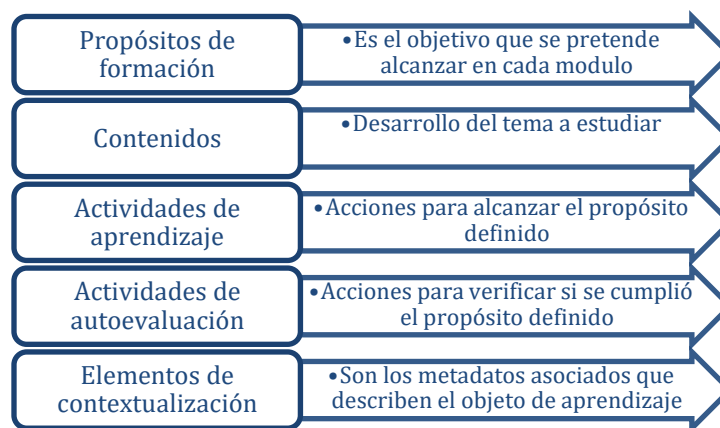 Propósitos de
formación
•Es el objetivo que se pretende
alcanzar en cada modulo
Contenidos
•Desarrollo del tema a estudiar
Actividades de
aprendizaje
•Acciones para alcanzar el propósito
definido
Actividades de
autoevaluación
•Acciones para verificar si se cumplió
el propósito definido
Elementos de
contextualización
•Son los metadatos asociados que
describen el objeto de aprendizaje